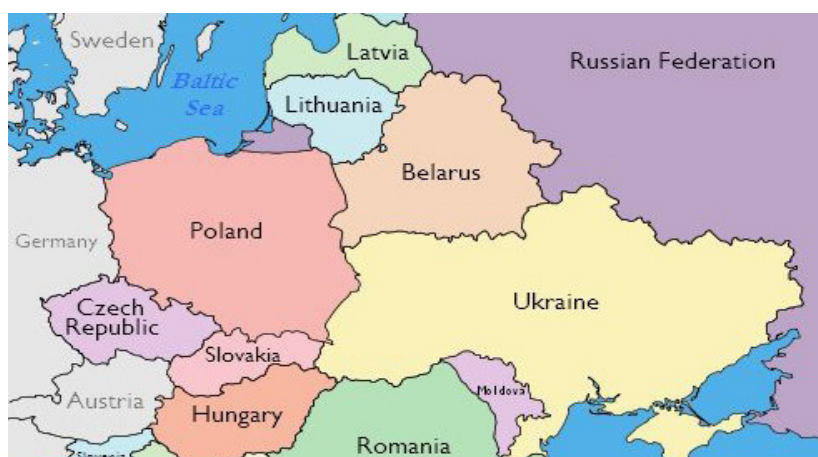 Sweden
Latvia
Russian Federation
Baltic
Sea
Lithuania
Belarus
Poland
Germany
Ukraine
Czech
Republic
Slovakia
Moldova
Austria
Hungary
Romania